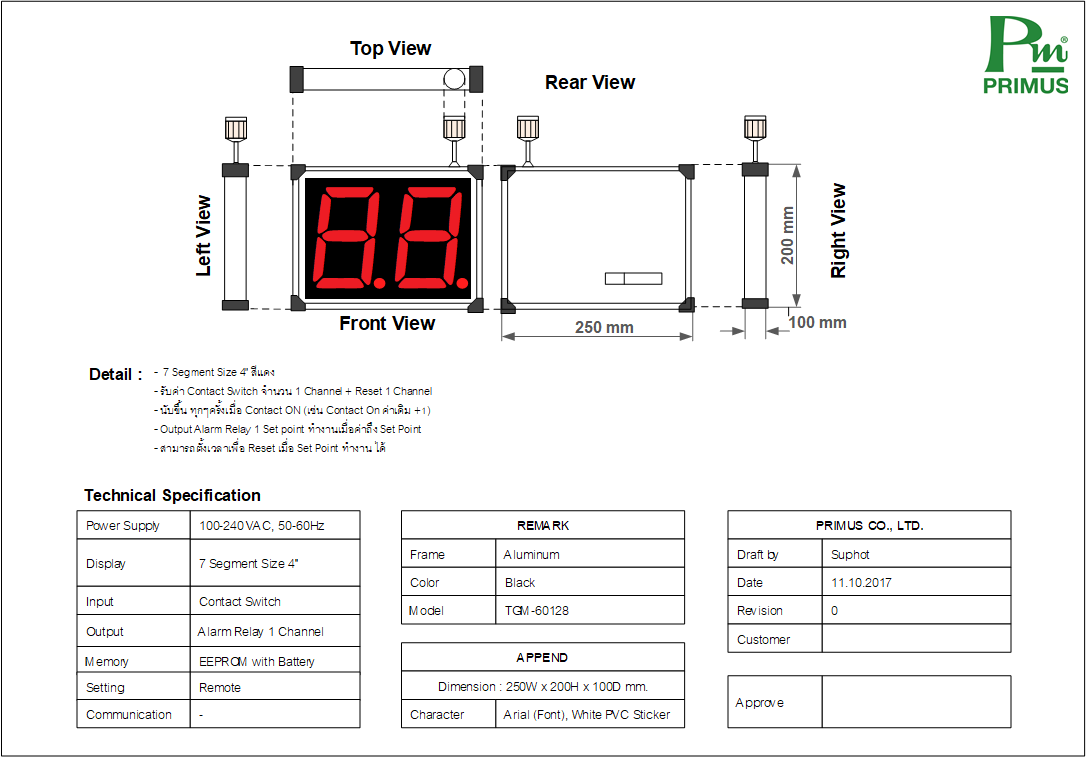 Pm®
PRIMUS
Top View
Rear View
Left View
88
Front View
Right View
200 mm
250 mm
100 mm
Detail :
- 7 Segment Size 4" สีแดง
- รับค่า Contact Switch จำนวน 1 Channel + Reset 1 Channel
- นับขึ้น ทุกๆครั้งเมื่อ Contact ON (เช่น Contact On ค่าเดิม +1)
- Output Alarm Relay 1 Set point ทำงานเมื่อค่าถึง Set Point
- สามารถตั้งเวลาเพื่อ Reset เมื่อ Set Point ทำงาน ได้
Technical Specification
Power Supply 100-240 VAC, 50-60Hz
Display 7 Segment Size 4"
Input Contact Switch
Output Alarm Relay 1 Channel
Memory EEPROM with Battery
Setting Remote
Communication -
REMARK
Frame Aluminum
Color Black
Model TGM-60128
APPEND
Dimension : 250W x 200H x 100D mm.
Character Arial (Font), White PVC Sticker
PRIMUS CO., LTD.
Draft by Suphot
Date 11.10.2017
Revision 0
Customer
Approve